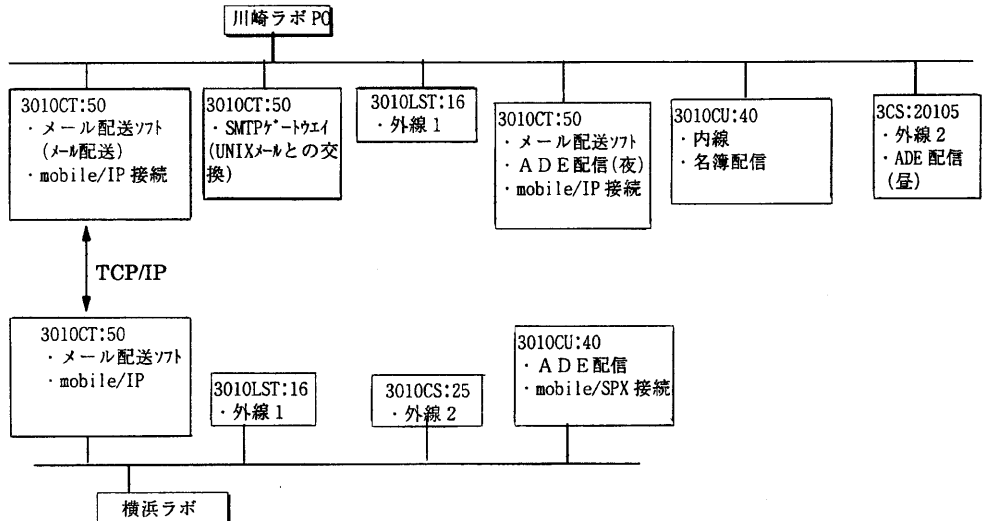 川崎ラボ PO
3010CT:50
・メール配送ソフト
(メール配送)
・mobile/IP 接続
3010CT:50
・SMTPゲートウエイ
(UNIXメールとの交
換)
3010LST:16
・外線 1
3010CT:50
・メール配送ソフト
・ADE配信(夜)
・mobile/IP 接続
3010CU:40
・内線
・名簿配信
3CS:20105
・外線 2
・ADE 配信
(昼)
TCP/IP
3010CT:50
・メール配送ソフト
・mobile/IP
3010LST:16
・外線 1
3010CS:25
・外線 2
3010CU:40
・ADE配信
・mobile/SPX 接続
横浜ラボ